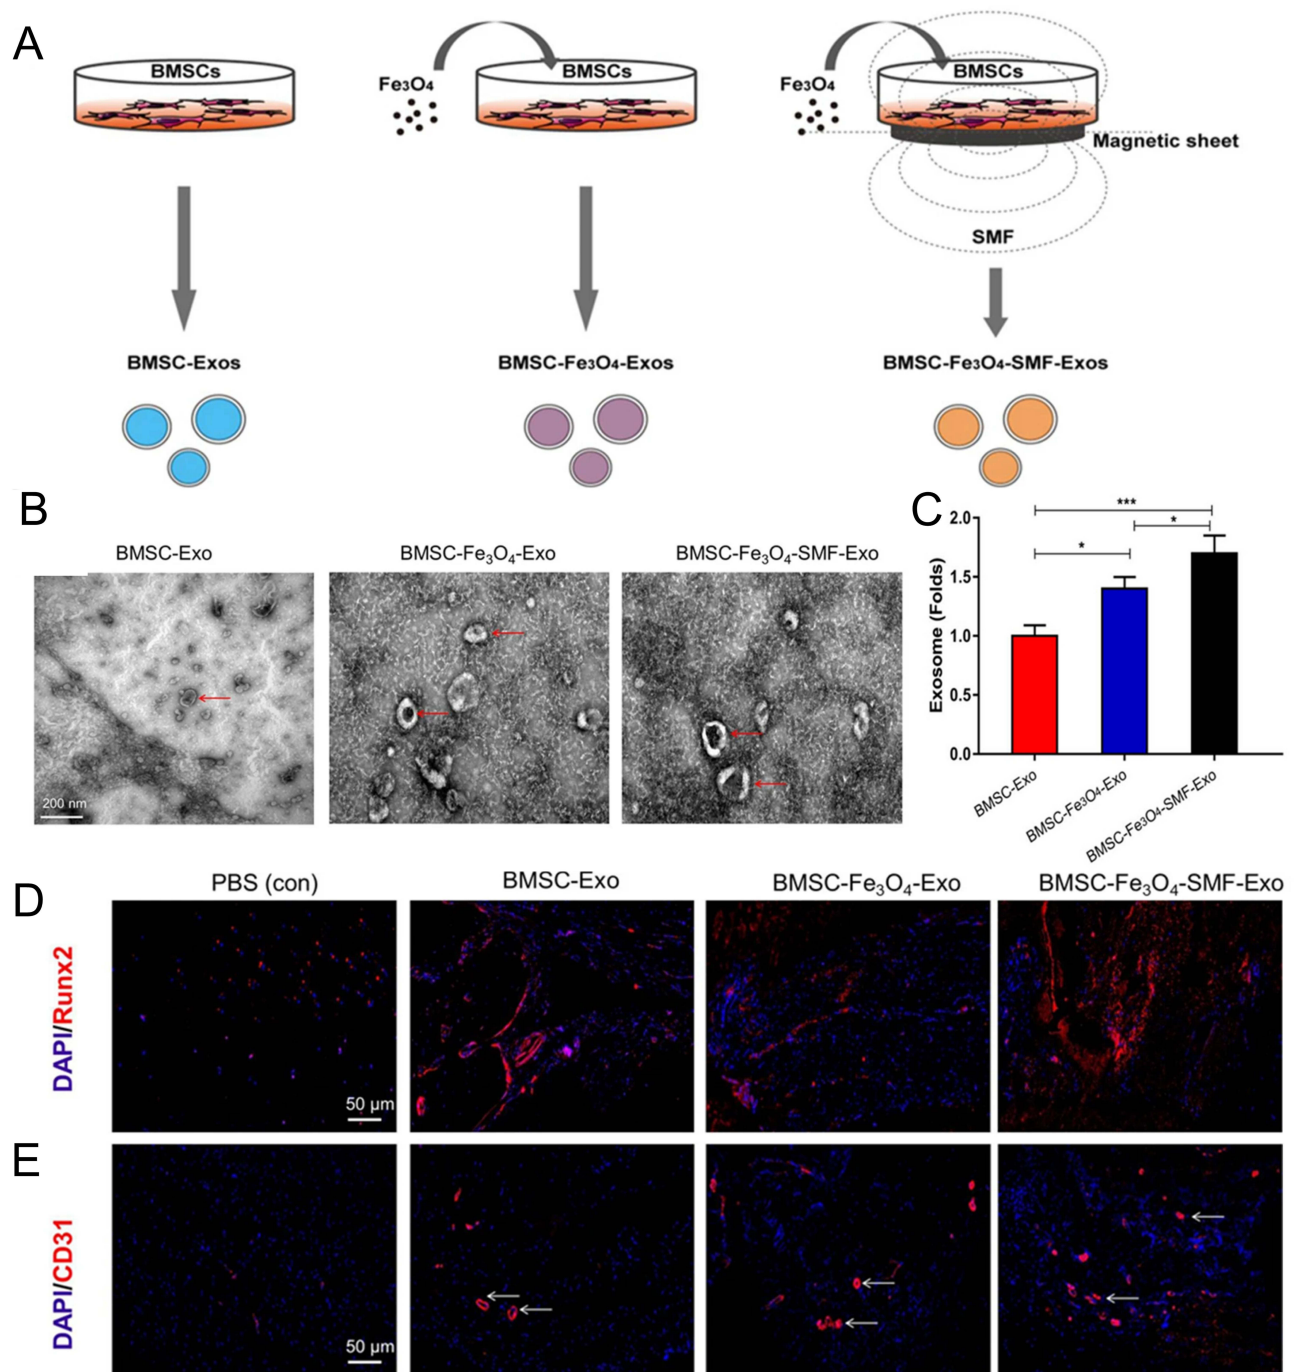 A
BMSCs
Fe₃O₄
BMSCs
Fe₃O₄
BMSCs
Magnetic sheet
SMF
BMSC-Exos
BMSC-Fe₃O₄-Exos
BMSC-Fe₃O₄-SMF-Exos
B
BMSC-Exo
BMSC-Fe₃O₄-Exo
BMSC-Fe₃O₄-SMF-Exo
200 nm
C
Exosome (Folds)
2.0
1.5
1.0
0.5
0.0
***
*
*
BMSC-Exo
BMSC-Fe₃O₄-Exo
BMSC-Fe₃O₄-SMF-Exo
D
PBS (con)
BMSC-Exo
BMSC-Fe₃O₄-Exo
BMSC-Fe₃O₄-SMF-Exo
DAPI/Runx2
50 µm
E
DAPI/CD31
50 µm